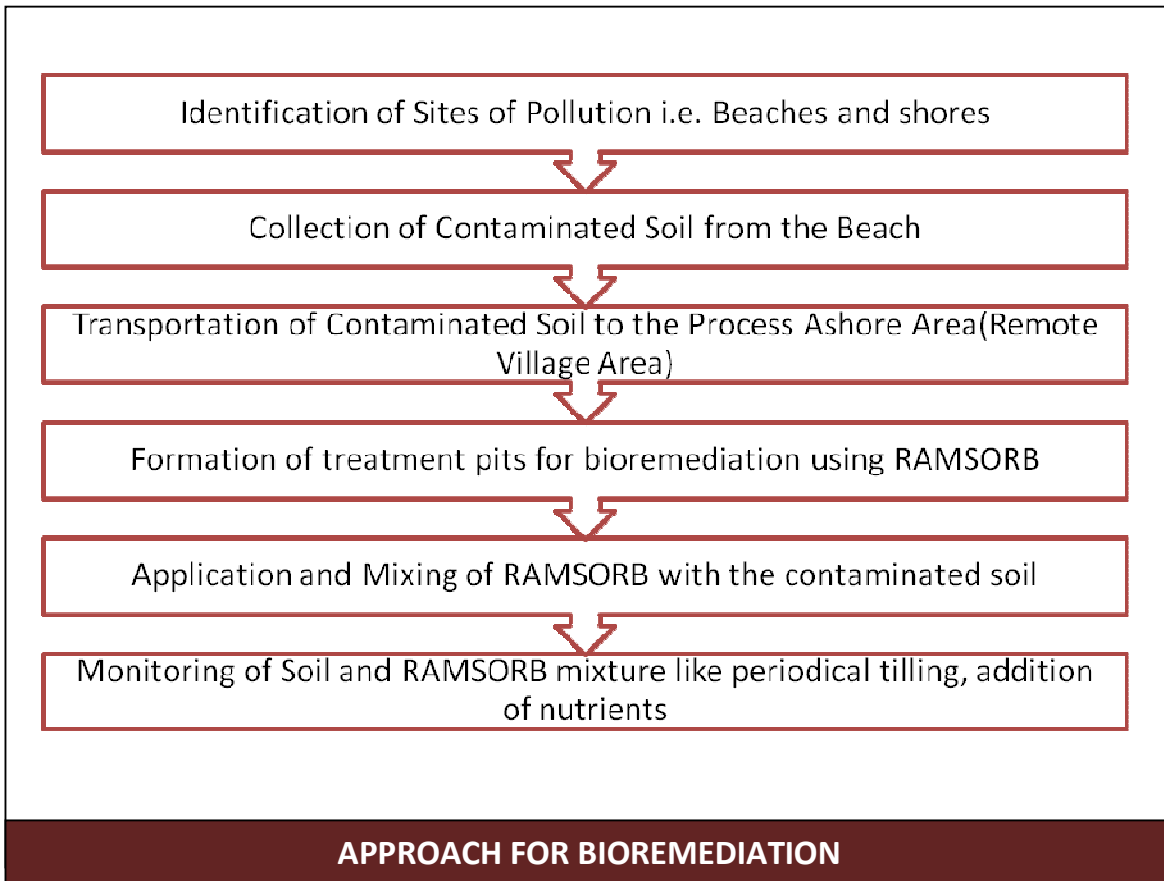 Identification of Sites of Pollution i.e. Beaches and shores
Collection of Contaminated Soil from the Beach
Transportation of Contaminated Soil to the Process Ashore Area(Remote
Village Area)
Formation of treatment pits for bioremediation using RAMSORB
Application and Mixing of RAMSORB with the contaminated soil
Monitoring of Soil and RAMSORB mixture like periodical tilling, addition
of nutrients
APPROACH FOR BIOREMEDIATION